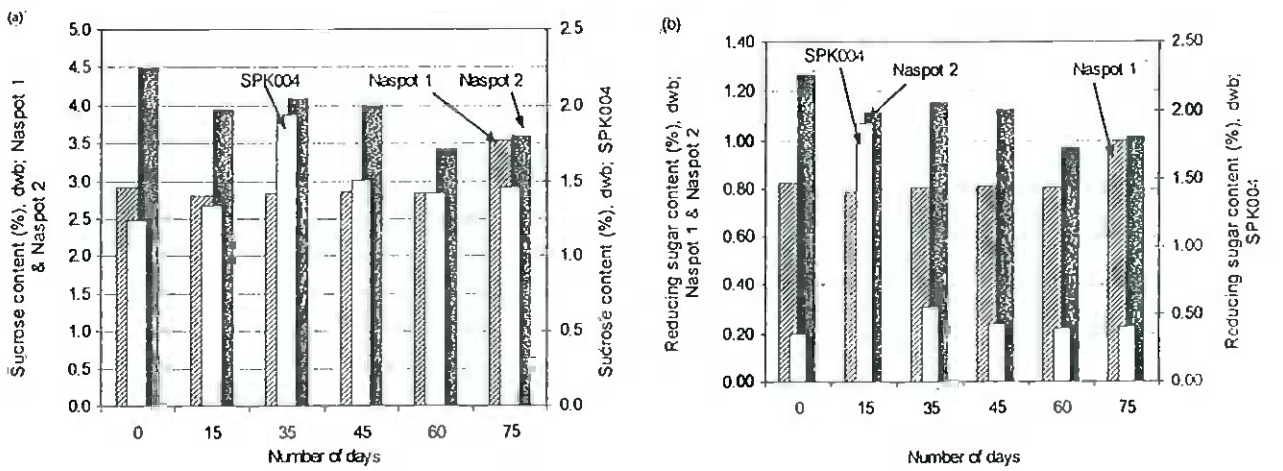 (a)
Sucrose content (%), dwb; Naspot 1
& Naspot 2
5.0
4.5
4.0
3.5
3.0
2.5
2.0
1.5
1.0
0.5
0.0
SPK004
Naspot 1
Naspot 2
2.5
2.0
1.5
1.0
0.5
0.0
Sucrose content (%), dwb; SPK004
0 15 35 45 60 75
Number of days
(b)
Reducing sugar content (%), dwb;
Naspot 1 & Naspot 2
1.40
1.20
1.00
0.80
0.60
0.40
0.20
0.00
SPK004
Naspot 2
Naspot 1
2.50
2.00
1.50
1.00
0.50
0.00
Reducing sugar content (%), dwb;
SPK004
0 15 35 45 60 75
Number of days